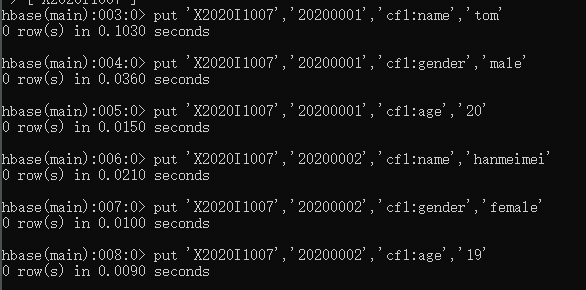 hbase(main):003:0> put 'X2020I1007','20200001','cf1:name','tom'
0 row(s) in 0.1030 seconds
hbase(main):004:0> put 'X2020I1007','20200001','cf1:gender','male'
0 row(s) in 0.0360 seconds
hbase(main):005:0> put 'X2020I1007','20200001','cf1:age','20'
0 row(s) in 0.0150 seconds
hbase(main):006:0> put 'X2020I1007','20200002','cf1:name','hanmeimei'
0 row(s) in 0.0210 seconds
hbase(main):007:0> put 'X2020I1007','20200002','cf1:gender','female'
0 row(s) in 0.0100 seconds
hbase(main):008:0> put 'X2020I1007','20200002','cf1:age','19'
0 row(s) in 0.0090 seconds